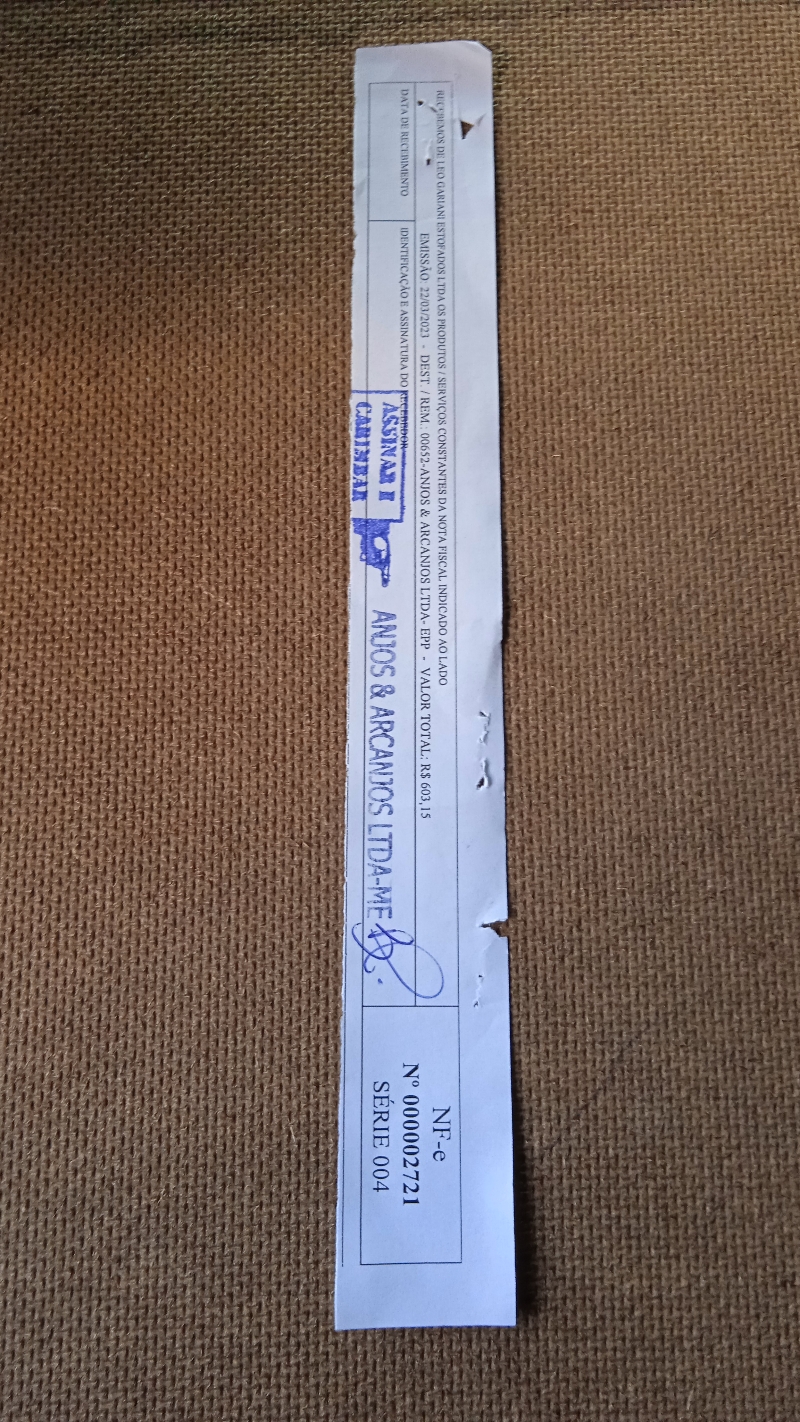 RECEBEMOS DE LEO GARIANI ESTOFADOS LTDA OS PRODUTOS / SERVIÇOS CONSTANTES DA NOTA FISCAL INDICADO AO LADO
EMISSÃO 22/03/2023 - DEST. / REM.: 00652-ANJOS & ARCANJOS LTDA- EPP - VALOR TOTAL: R$ 603,15
DATA DE RECEBIMENTO
IDENTIFICAÇÃO E ASSINATURA DO RECEBEDOR
ASSINAR E
CARIMBAR
ANJOS & ARCANJOS LTDA-ME
NF-e
Nº 000002721
SÉRIE 004